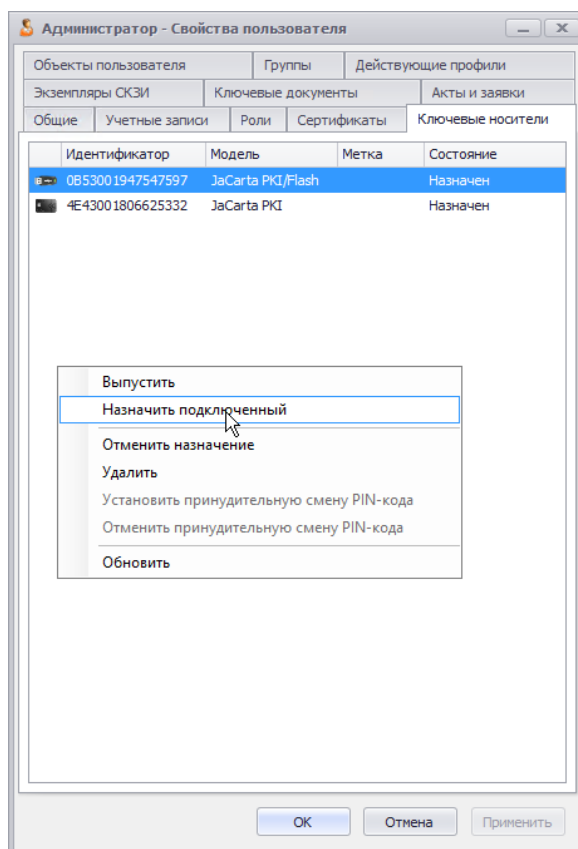 Администратор - Свойства пользователя
Объекты пользователя Группы Действующие профили
Экземпляры СКЗИ Ключевые документы Акты и заявки
Общие Учетные записи Роли Сертификаты Ключевые носители
Идентификатор Модель Метка Состояние
0B53001947547597 JaCarta PKI/Flash Назначен
4E43001806625332 JaCarta PKI Назначен
Выпустить
Назначить подключенный
Отменить назначение
Удалить
Установить принудительную смену PIN-кода
Отменить принудительную смену PIN-кода
Обновить
ОК Отмена Применить